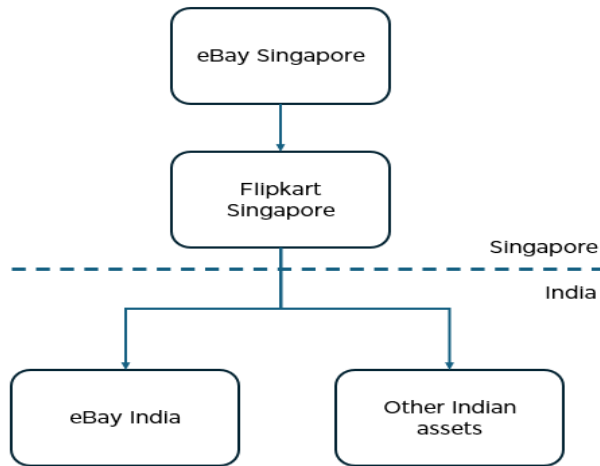 eBay Singapore
Flipkart
Singapore
Singapore
India
eBay India
Other Indian
assets